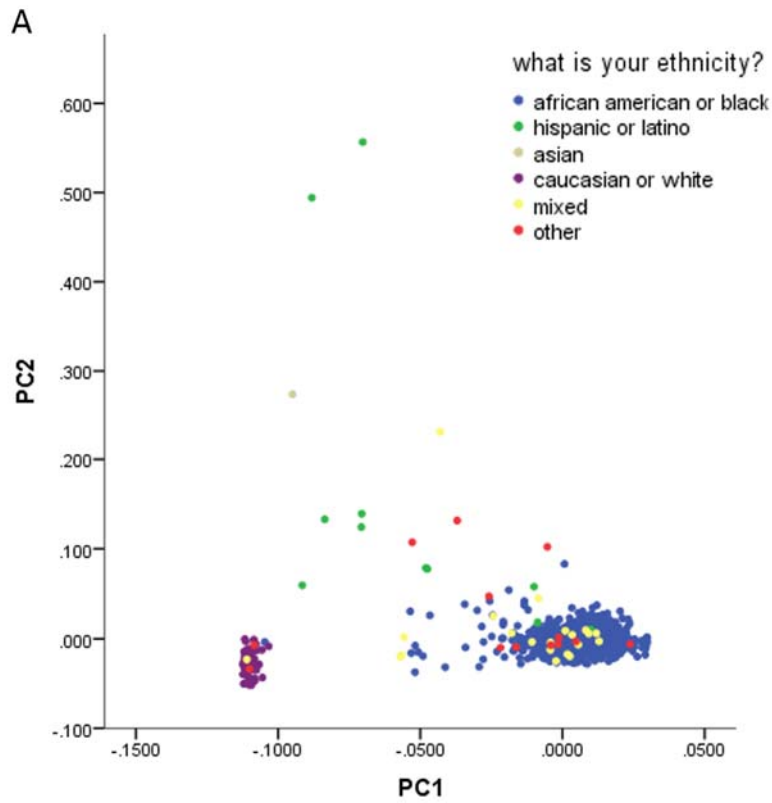 A
what is your ethnicity?
african american or black
hispanic or latino
asian
caucasian or white
mixed
other
.600
.500
.400
.300
.200
.100
.000
-.100
PC2
-.1500 -.1000 -.0500 .0000 .0500
PC1